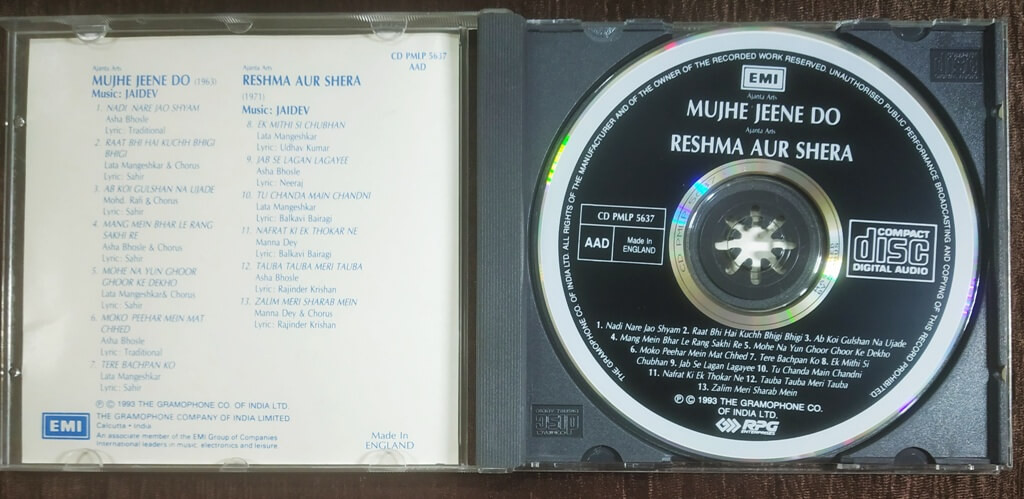 CD PMLP 5637
AAD
Ajanta Arts
MUJHE JEENE DO (1963)
Music: JAIDEV
1. NADI NARE JAO SHYAM
Asha Bhosle
Lyric: Traditional
2. RAAT BHI HAI KUCHH BHIGI
BHIGI
Lata Mangeshkar & Chorus
Lyric: Sahir
3. AB KOI GULSHAN NA UJADE
Mohd. Rafi & Chorus
Lyric: Sahir
4. MANG MEIN BHAR LE RANG
SAKHI RE
Asha Bhosle & Chorus
Lyric: Sahir
5. MOHE NA YUN GHOOR
GHOOR KE DEKHO
Lata Mangeshkar& Chorus
Lyric: Sahir
6. MOKO PEEHAR MEIN MAT
CHHED
Asha Bhosle
Lyric: Traditional
7. TERE BACHPAN KO
Lata Mangeshkar
Lyric: Sahir
Ajanta Arts
RESHMA AUR SHERA
(1971)
Music: JAIDEV
8. EK MITHI SI CHUBHAN
Lata Mangeshkar
Lyric: Udhav Kumar
9. JAB SE LAGAN LAGAYEE
Asha Bhosle
Lyric: Neeraj
10. TU CHANDA MAIN CHANDNI
Lata Mangeshkar
Lyric: Balkavi Bairagi
11. NAFRAT KI EK THOKAR NE
Manna Dey
Lyric: Balkavi Bairagi
12. TAUBA TAUBA MERI TAUBA
Asha Bhosle
Lyric: Rajinder Krishan
13. ZALIM MERI SHARAB MEIN
Manna Dey & Chorus
Lyric: Rajinder Krishan
EMI
℗ © 1993 THE GRAMOPHONE CO. OF INDIA LTD.
THE GRAMOPHONE COMPANY OF INDIA LIMITED
Calcutta • India
An associate member of the EMI Group of Companies
International leaders in music, electronics and leisure
Made In
ENGLAND
THE GRAMOPHONE CO. OF INDIA LTD. ALL RIGHTS OF THE MANUFACTURER AND OF THE OWNER OF THE RECORDED WORK RESERVED. UNAUTHORISED PUBLIC PERFORMANCE BROADCASTING AND COPYING OF THIS RECORD PROHIBITED
EMI
Ajanta Arts
MUJHE JEENE DO
Ajanta Arts
RESHMA AUR SHERA
CD PMLP 5637
AAD
Made In
ENGLAND
COMPACT
disc
DIGITAL AUDIO
1. Nadi Nare Jao Shyam 2. Raat Bhi Hai Kuchh Bhigi Bhigi 3. Ab Koi Gulshan Na Ujade
4. Mang Mein Bhar Le Rang Sakhi Re 5. Mohe Na Yun Ghoor Ghoor Ke Dekho
6. Moko Peehar Mein Mat Chhed 7. Tere Bachpan Ko 8. Ek Mithi Si
Chubhan 9. Jab Se Lagan Lagayee 10. Tu Chanda Main Chandni
11. Nafrat Ki Ek Thokar Ne 12. Tauba Tauba Meri Tauba
13. Zalim Meri Sharab Mein
℗ © 1993 THE GRAMOPHONE CO.
OF INDIA LTD.
RPG
ENTERPRISES